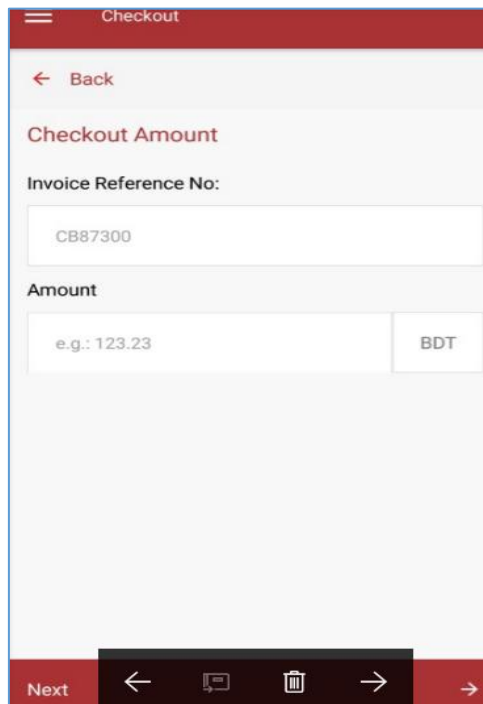 Checkout
Back
Checkout Amount
Invoice Reference No:
CB87300
Amount
e.g.: 123.23 BDT
Next